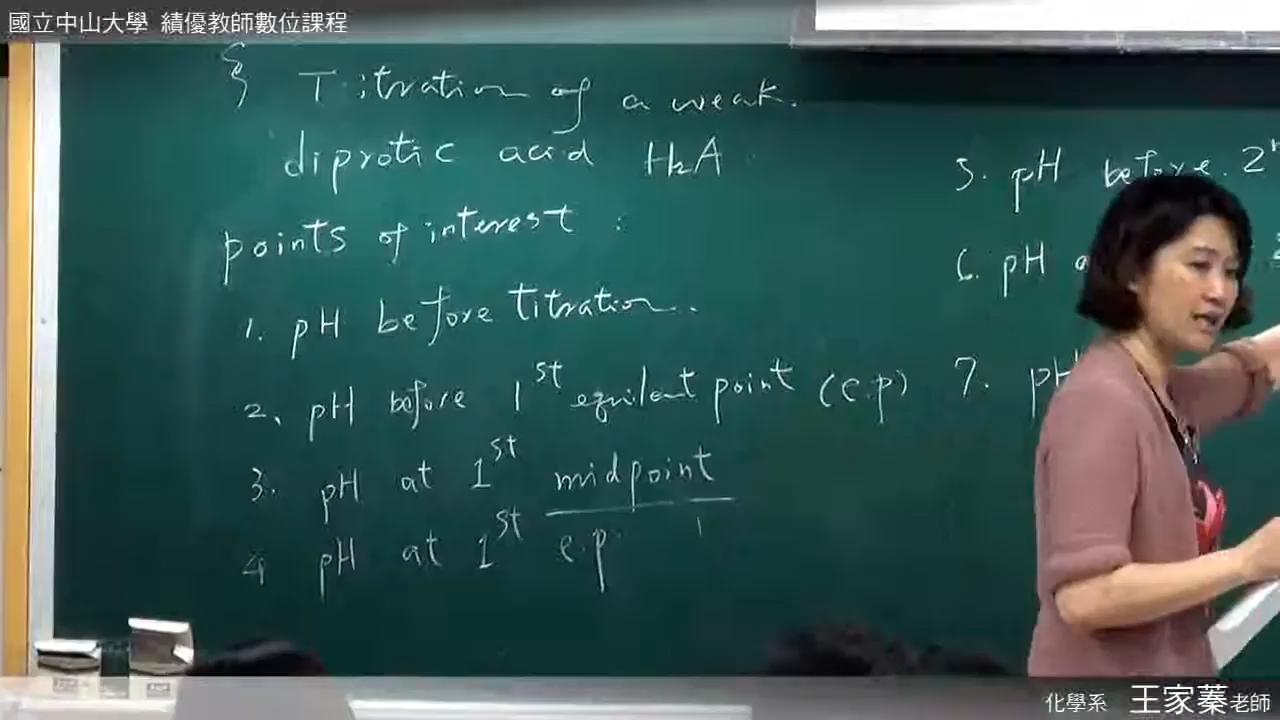 國立中山大學 績優教師數位課程
§ Titration of a weak.
diprotic acid H2A
points of interest :
1. pH before titration.
2. pH before 1st equilent point (e.p)
3. pH at 1st midpoint
4 pH at 1st e.p.
5. pH before. 2
6. pH a
7. pH
化學系 王家蓁老師